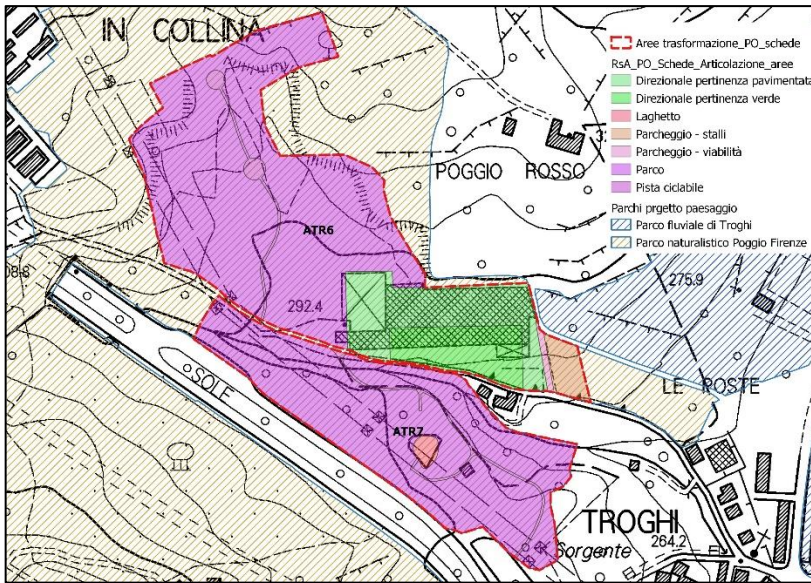 IN COLLINA
Aree trasformazione_PO_schede
RsA_PO_Schede_Articolazione_aree
Direzionale pertinenza pavimentata
Direzionale pertinenza verde
Laghetto
Parcheggio - stalli
Parcheggio - viabilità
Parco
Pista ciclabile
Parchi prgetto paesaggio
Parco fluviale di Troghi
Parco naturalistico Poggio Firenze
POGGIO ROSSO
ATR6
08.8
292.4
275.9
SOLE
LE POSTE
ATR7
TROGHI
Sorgente
264.2